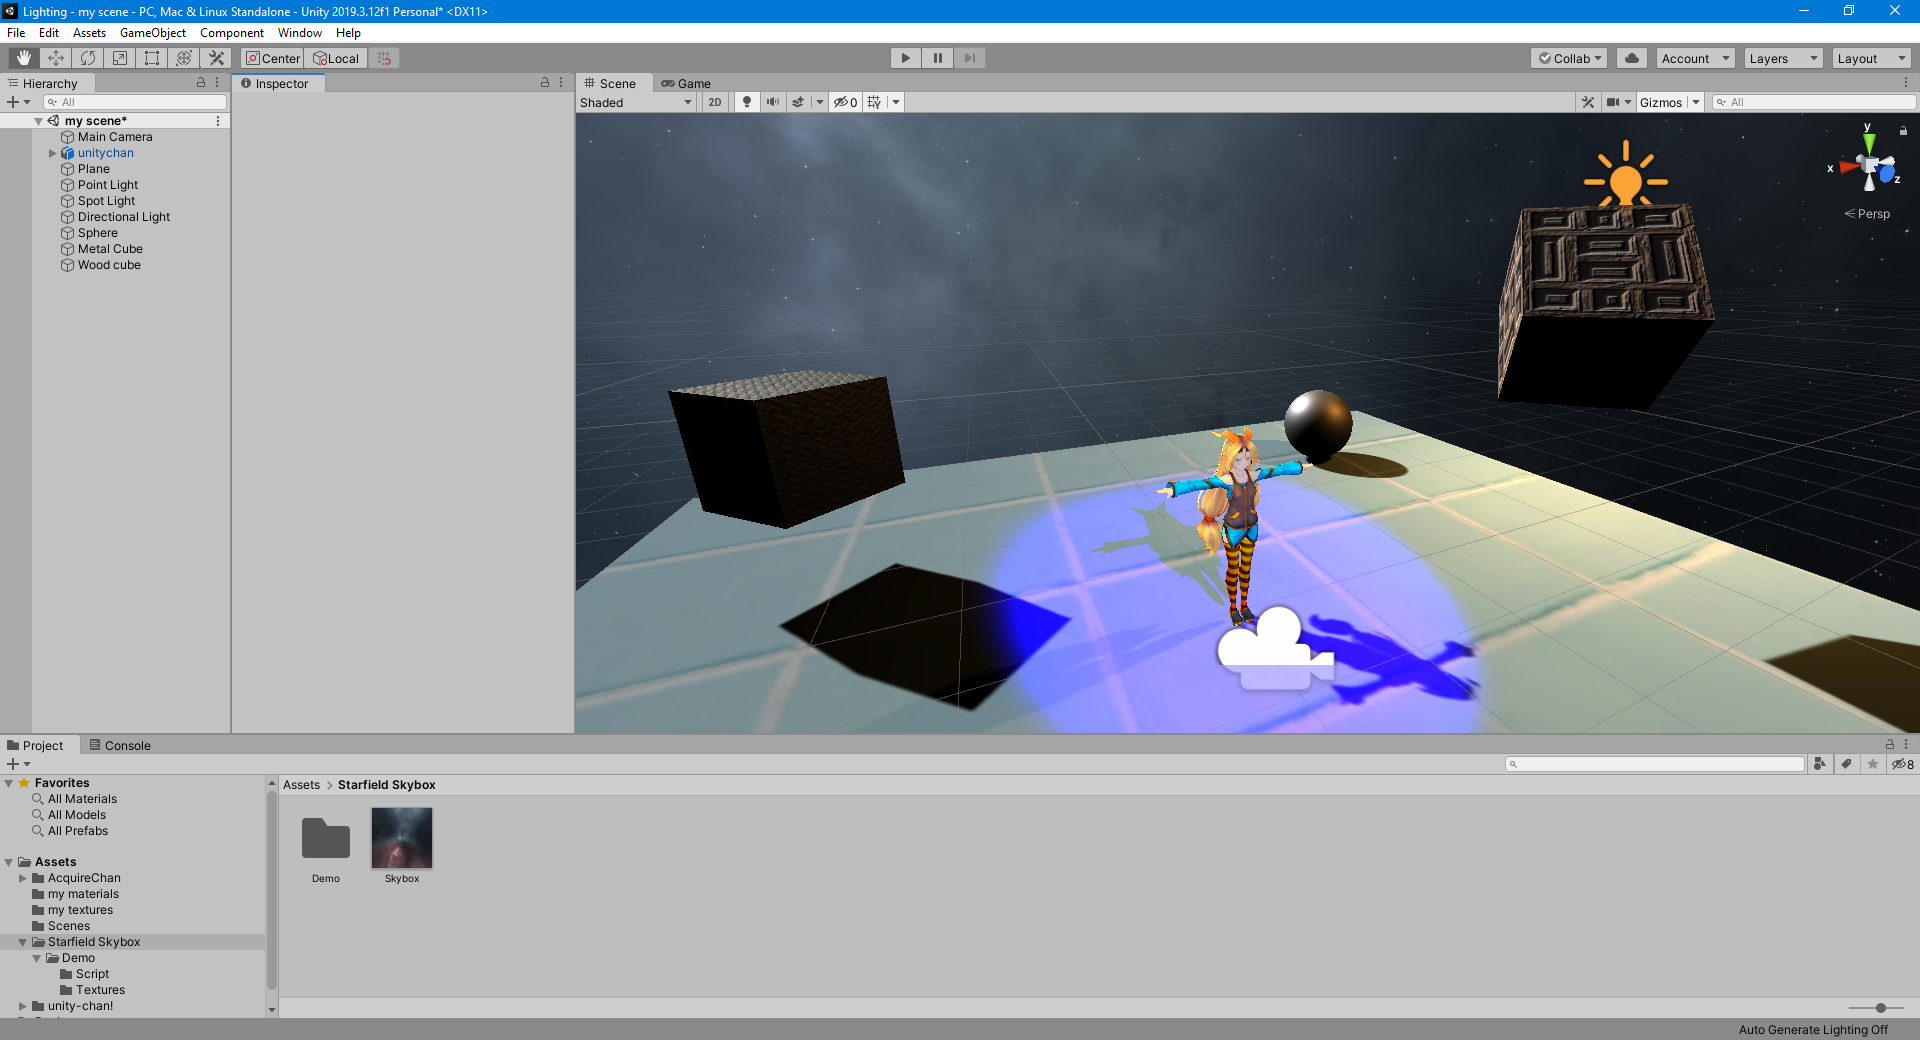 Lighting - my scene - PC, Mac & Linux Standalone - Unity 2019.3.12f1 Personal* <DX11>
File Edit Assets GameObject Component Window Help
Center Local Collab Account Layers Layout
Hierarchy Inspector Scene Game
All Shaded 2D 0 Gizmos All
my scene*
Main Camera
unitychan
Plane
Point Light
Spot Light
Directional Light
Sphere
Metal Cube
Wood cube
y
x
z
Persp
Project Console
8
Favorites
All Materials
All Models
All Prefabs
Assets
AcquireChan
my materials
my textures
Scenes
Starfield Skybox
Demo
Script
Textures
unity-chan!
Assets > Starfield Skybox
Demo Skybox
Auto Generate Lighting Off